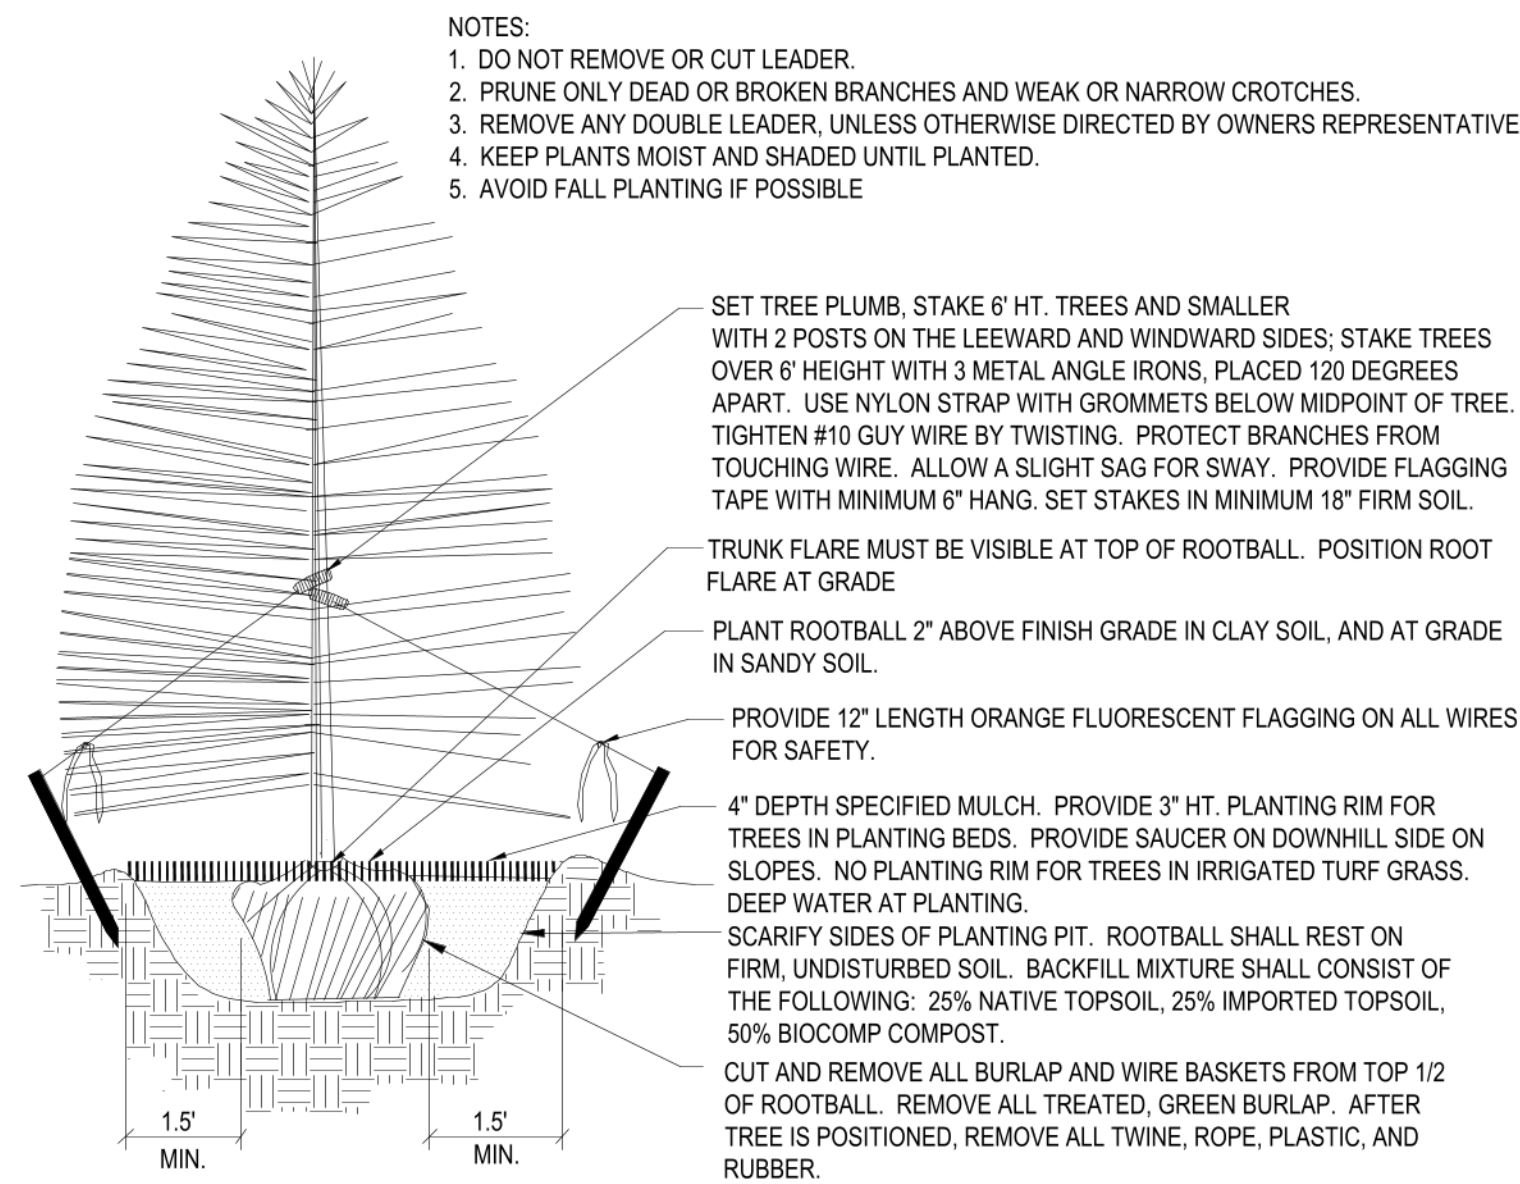 NOTES:
1. DO NOT REMOVE OR CUT LEADER.
2. PRUNE ONLY DEAD OR BROKEN BRANCHES AND WEAK OR NARROW CROTCHES.
3. REMOVE ANY DOUBLE LEADER, UNLESS OTHERWISE DIRECTED BY OWNERS REPRESENTATIVE
4. KEEP PLANTS MOIST AND SHADED UNTIL PLANTED.
5. AVOID FALL PLANTING IF POSSIBLE
SET TREE PLUMB, STAKE 6' HT. TREES AND SMALLER
WITH 2 POSTS ON THE LEEWARD AND WINDWARD SIDES; STAKE TREES
OVER 6' HEIGHT WITH 3 METAL ANGLE IRONS, PLACED 120 DEGREES
APART. USE NYLON STRAP WITH GROMMETS BELOW MIDPOINT OF TREE.
TIGHTEN #10 GUY WIRE BY TWISTING. PROTECT BRANCHES FROM
TOUCHING WIRE. ALLOW A SLIGHT SAG FOR SWAY. PROVIDE FLAGGING
TAPE WITH MINIMUM 6" HANG. SET STAKES IN MINIMUM 18" FIRM SOIL.
TRUNK FLARE MUST BE VISIBLE AT TOP OF ROOTBALL. POSITION ROOT
FLARE AT GRADE
PLANT ROOTBALL 2" ABOVE FINISH GRADE IN CLAY SOIL, AND AT GRADE
IN SANDY SOIL.
PROVIDE 12" LENGTH ORANGE FLUORESCENT FLAGGING ON ALL WIRES
FOR SAFETY.
4" DEPTH SPECIFIED MULCH. PROVIDE 3" HT. PLANTING RIM FOR
TREES IN PLANTING BEDS. PROVIDE SAUCER ON DOWNHILL SIDE ON
SLOPES. NO PLANTING RIM FOR TREES IN IRRIGATED TURF GRASS.
DEEP WATER AT PLANTING.
SCARIFY SIDES OF PLANTING PIT. ROOTBALL SHALL REST ON
FIRM, UNDISTURBED SOIL. BACKFILL MIXTURE SHALL CONSIST OF
THE FOLLOWING: 25% NATIVE TOPSOIL, 25% IMPORTED TOPSOIL,
50% BIOCOMP COMPOST.
CUT AND REMOVE ALL BURLAP AND WIRE BASKETS FROM TOP 1/2
OF ROOTBALL. REMOVE ALL TREATED, GREEN BURLAP. AFTER
TREE IS POSITIONED, REMOVE ALL TWINE, ROPE, PLASTIC, AND
RUBBER.
1.5'
MIN.
1.5'
MIN.